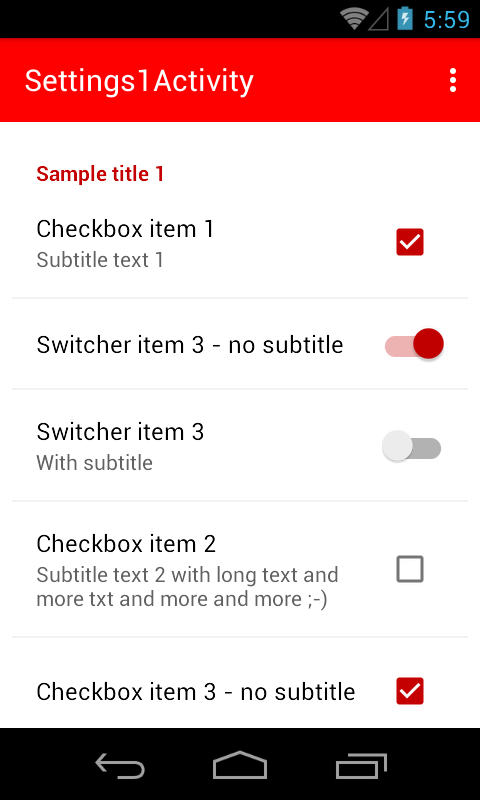 5:59
Settings1Activity
Sample title 1
Checkbox item 1
Subtitle text 1
Switcher item 3 - no subtitle
Switcher item 3
With subtitle
Checkbox item 2
Subtitle text 2 with long text and
more txt and more and more ;-)
Checkbox item 3 - no subtitle